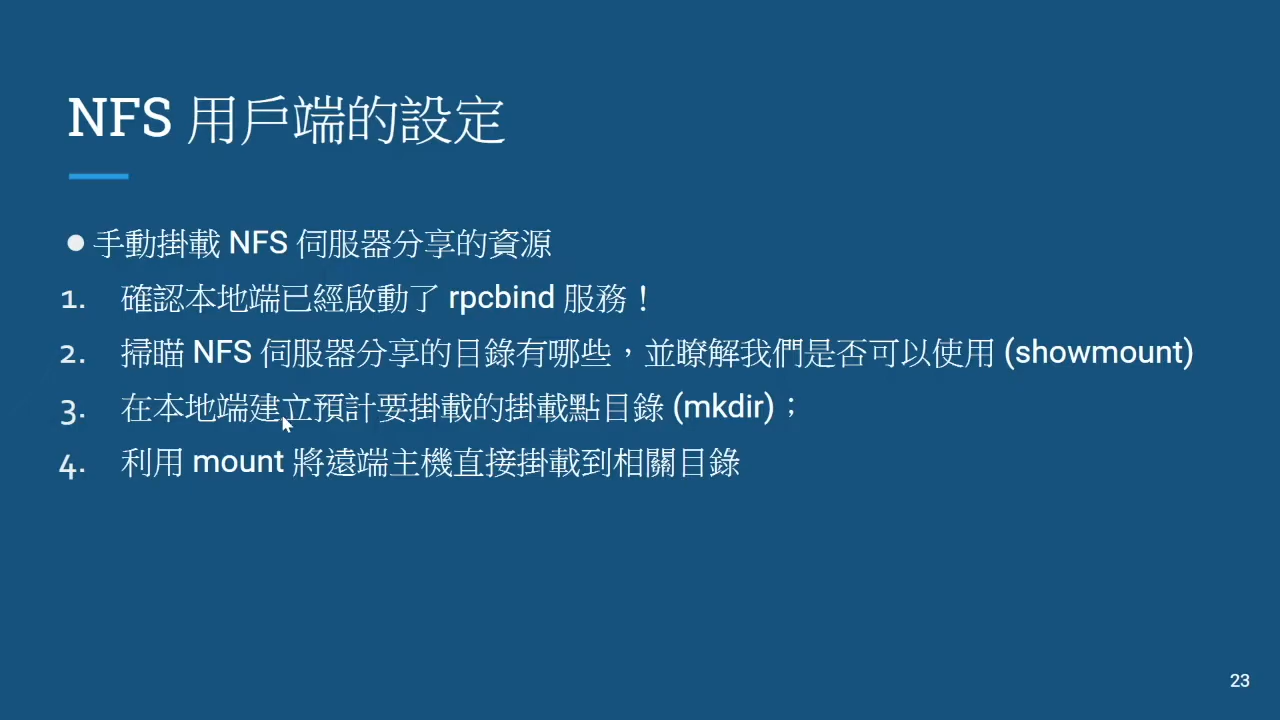 NFS 用戶端的設定
● 手動掛載 NFS 伺服器分享的資源
1. 確認本地端已經啟動了 rpcbind 服務！
2. 掃瞄 NFS 伺服器分享的目錄有哪些，並瞭解我們是否可以使用 (showmount)
3. 在本地端建立預計要掛載的掛載點目錄 (mkdir)；
4. 利用 mount 將遠端主機直接掛載到相關目錄
23